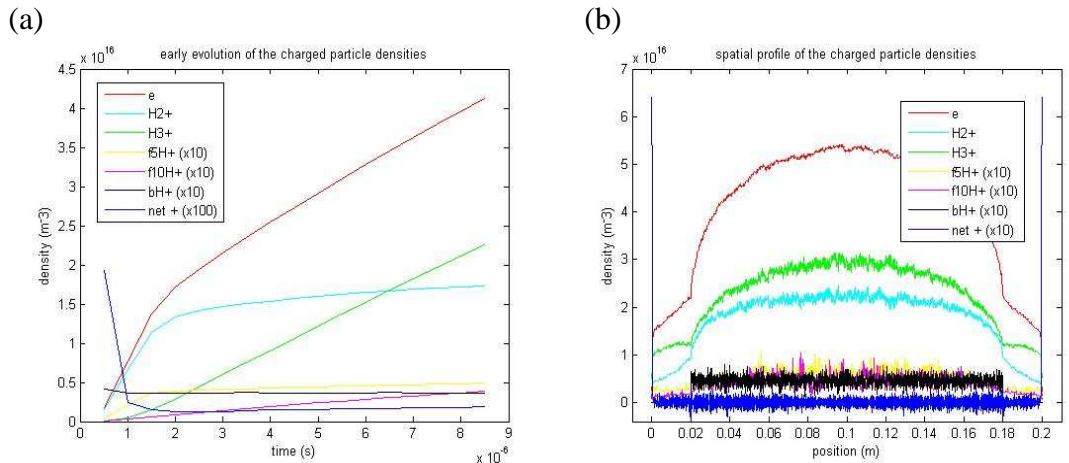 (a)
early evolution of the charged particle densities
x 10^16
4.5
4
3.5
3
2.5
2
1.5
1
0.5
0
density (m^-3)
e
H2+
H3+
f5H+ (x10)
f10H+ (x10)
bH+ (x10)
net + (x100)
0 1 2 3 4 5 6 7 8 9
time (s)
x 10^-6
(b)
spatial profile of the charged particle densities
x 10^16
7
6
5
4
3
2
1
0
density (m^-3)
e
H2+
H3+
f5H+ (x10)
f10H+ (x10)
bH+ (x10)
net + (x10)
0 0.02 0.04 0.06 0.08 0.1 0.12 0.14 0.16 0.18 0.2
position (m)